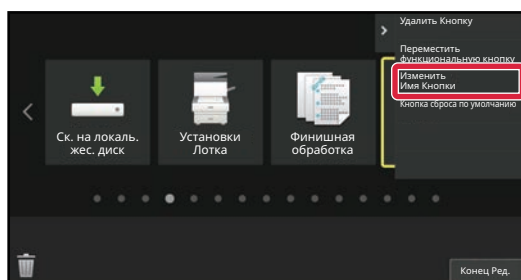 Удалить Кнопку
Переместить
функциональную кнопку
Изменить
Имя Кнопки
Кнопка сброса по умолчанию
Ск. на локаль.
жес. диск
Установки
Лотка
Финишная
обработка
Конец Ред.